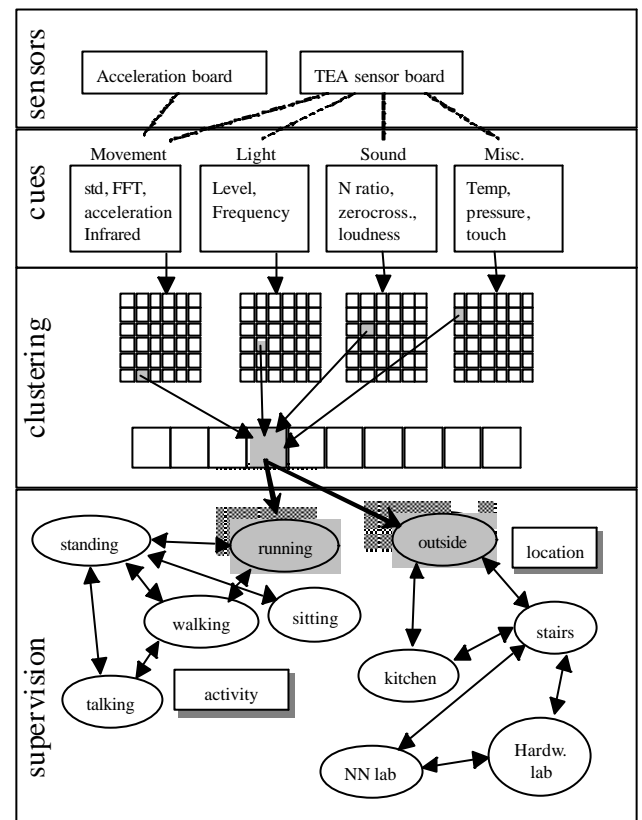 sensors
Acceleration board
TEA sensor board
cues
Movement
Light
Sound
Misc.
std, FFT,
acceleration
Infrared
Level,
Frequency
N ratio,
zerocross.,
loudness
Temp,
pressure,
touch
clustering
supervision
standing
running
outside
location
walking
sitting
stairs
kitchen
talking
activity
NN lab
Hardw.
lab